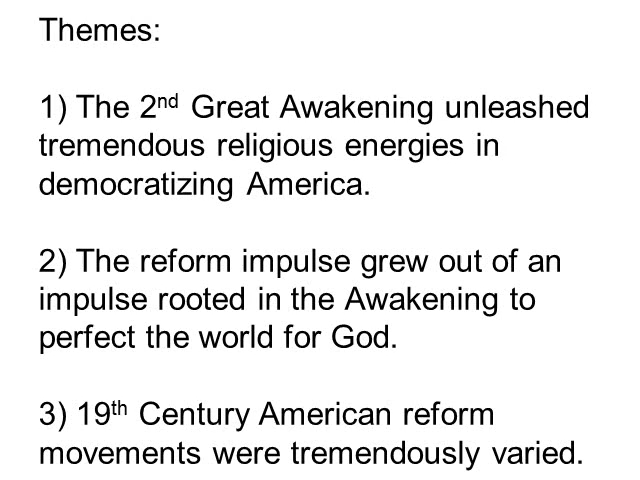 Themes:
1) The 2nd Great Awakening unleashed
tremendous religious energies in
democratizing America.
2) The reform impulse grew out of an
impulse rooted in the Awakening to
perfect the world for God.
3) 19th Century American reform
movements were tremendously varied.